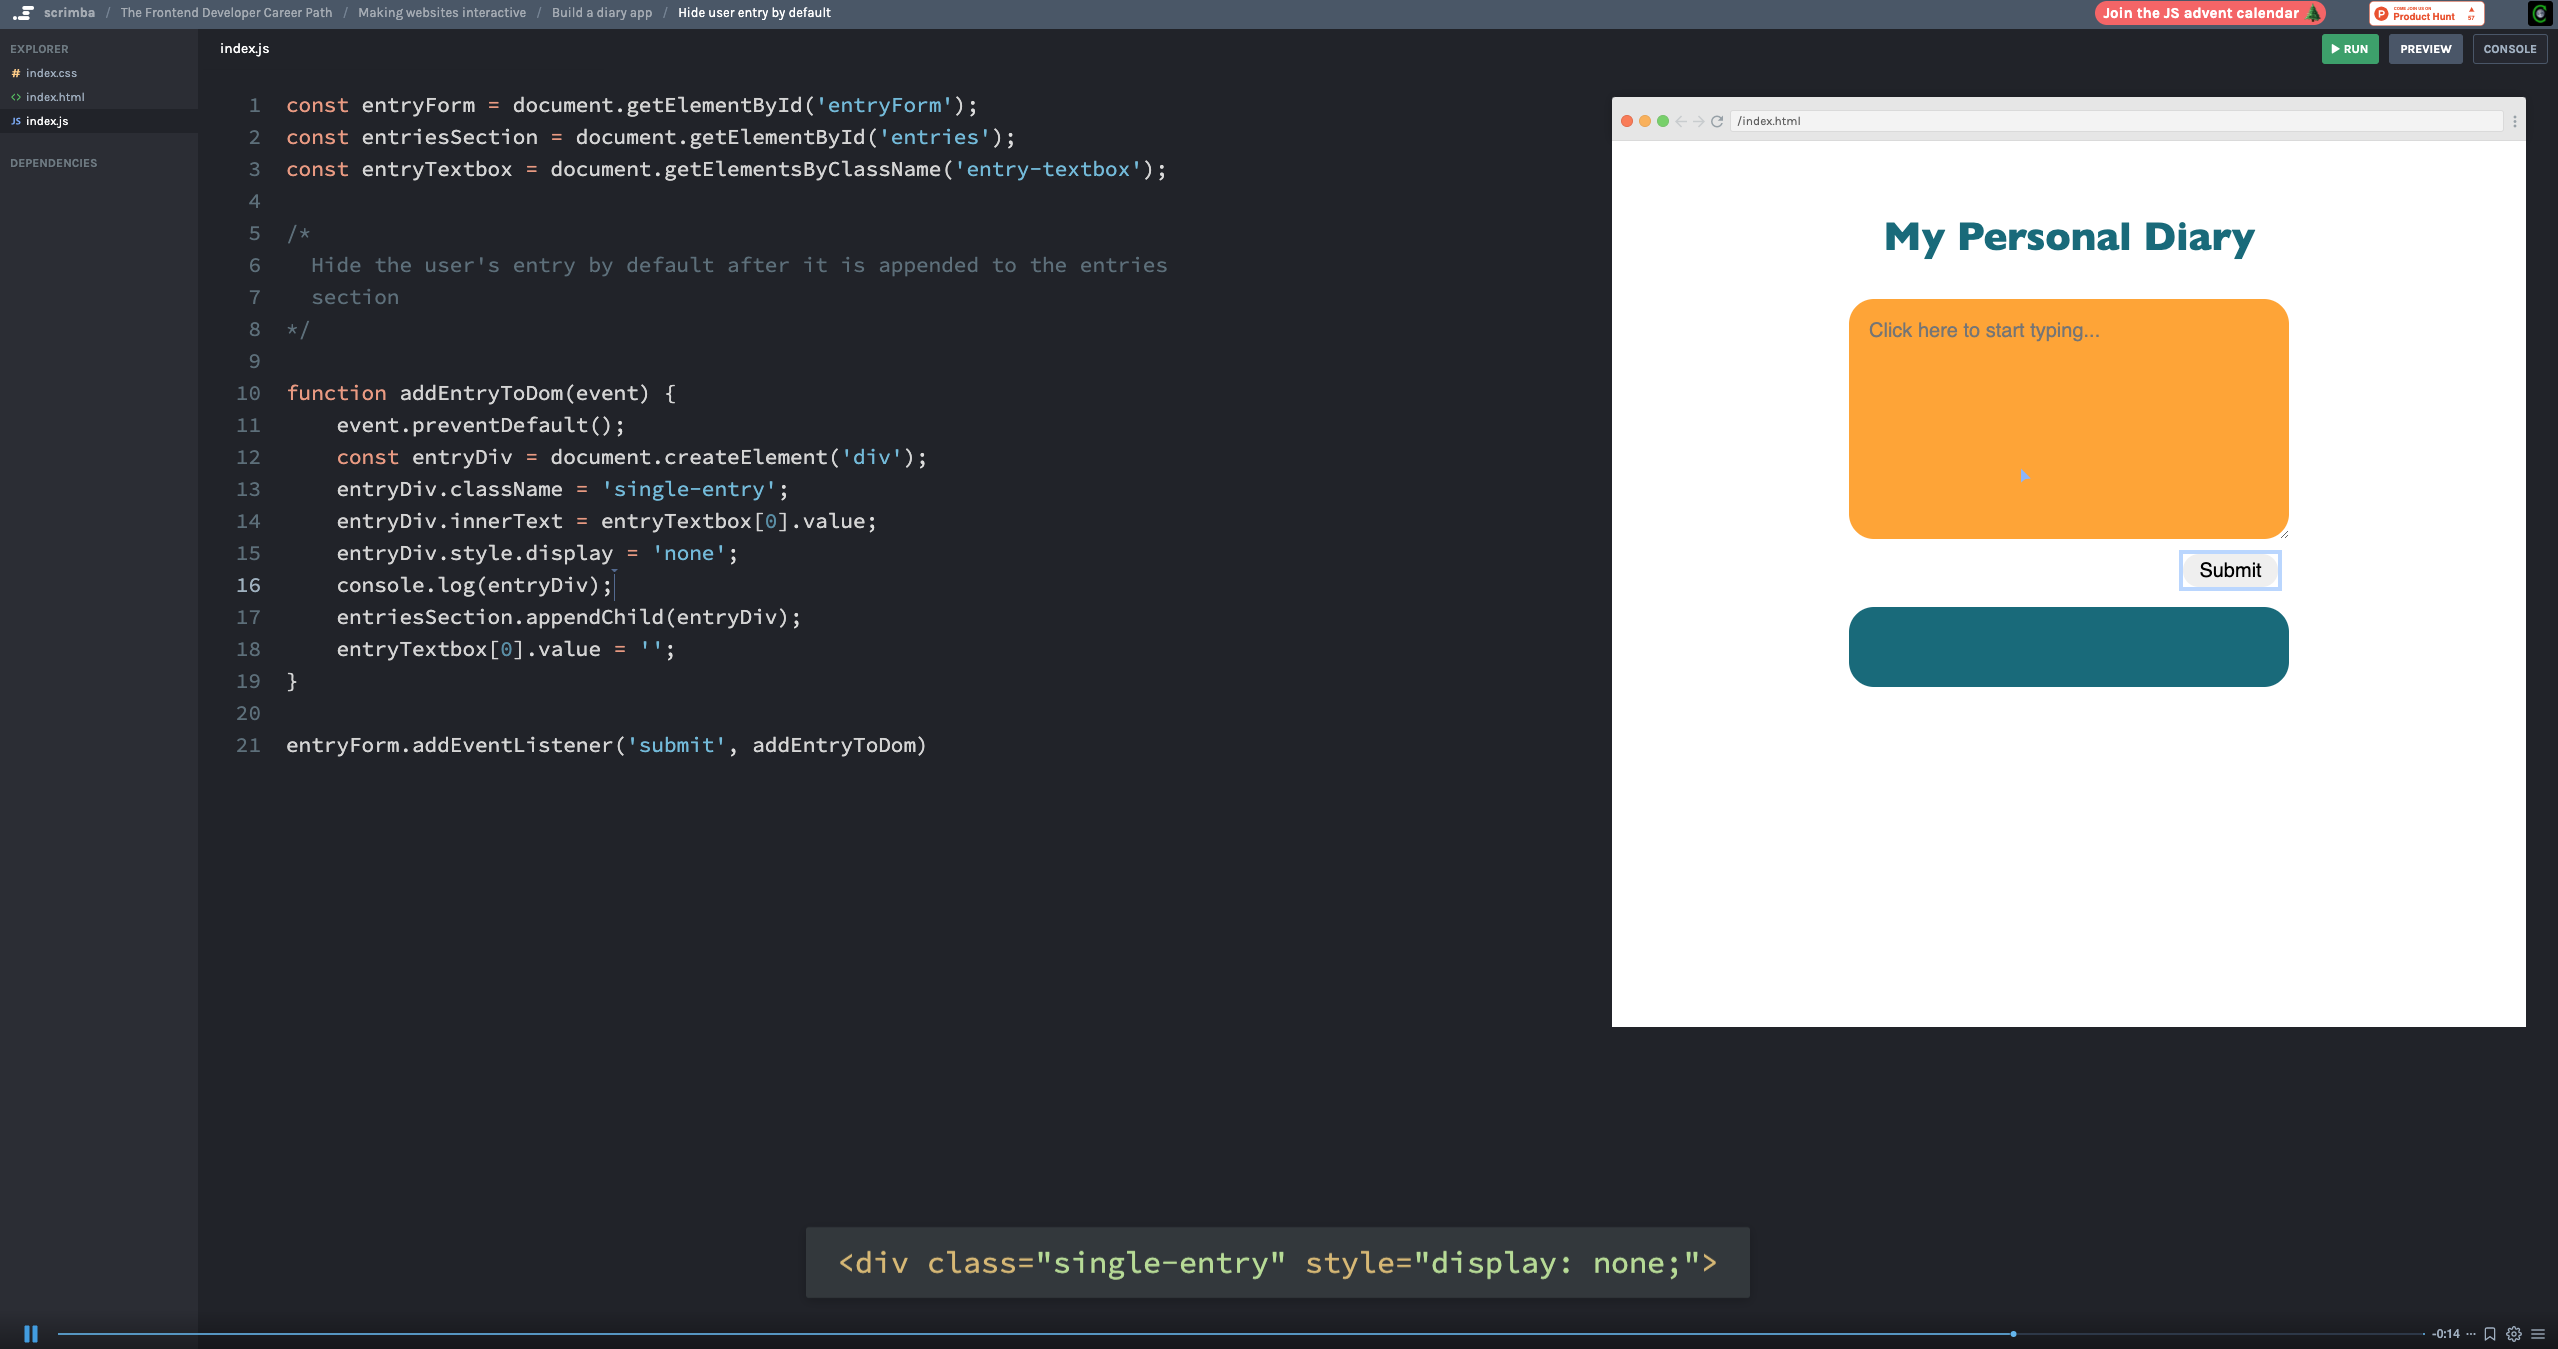 scrimba / The Frontend Developer Career Path / Making websites interactive / Build a diary app / Hide user entry by default
Join the JS advent calendar
COME JOIN US ON
Product Hunt
57
EXPLORER
# index.css
<> index.html
JS index.js
DEPENDENCIES
index.js
RUN
PREVIEW
CONSOLE
1 const entryForm = document.getElementById('entryForm');
2 const entriesSection = document.getElementById('entries');
3 const entryTextbox = document.getElementsByClassName('entry-textbox');
4
5 /*
6 Hide the user's entry by default after it is appended to the entries
7 section
8 */
9
10 function addEntryToDom(event) {
11 event.preventDefault();
12 const entryDiv = document.createElement('div');
13 entryDiv.className = 'single-entry';
14 entryDiv.innerText = entryTextbox[0].value;
15 entryDiv.style.display = 'none';
16 console.log(entryDiv);
17 entriesSection.appendChild(entryDiv);
18 entryTextbox[0].value = '';
19 }
20
21 entryForm.addEventListener('submit', addEntryToDom)
/index.html
My Personal Diary
Click here to start typing...
Submit
<div class="single-entry" style="display: none;">
-0:14